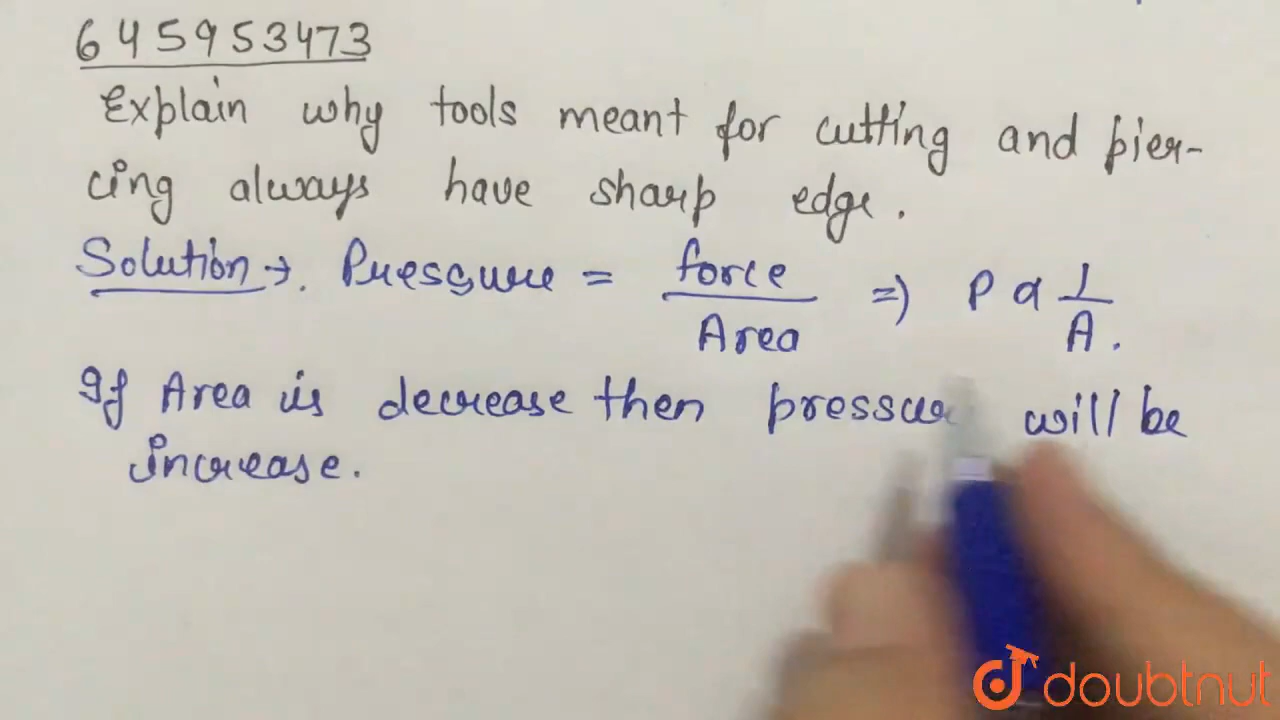 645953473
Explain why tools meant for cutting and pier-
cing always have sharp edge.
Solution →. Pressure = force/Area => P α 1/A.
If Area is decrease then pressure will be
increase.
doubtnut